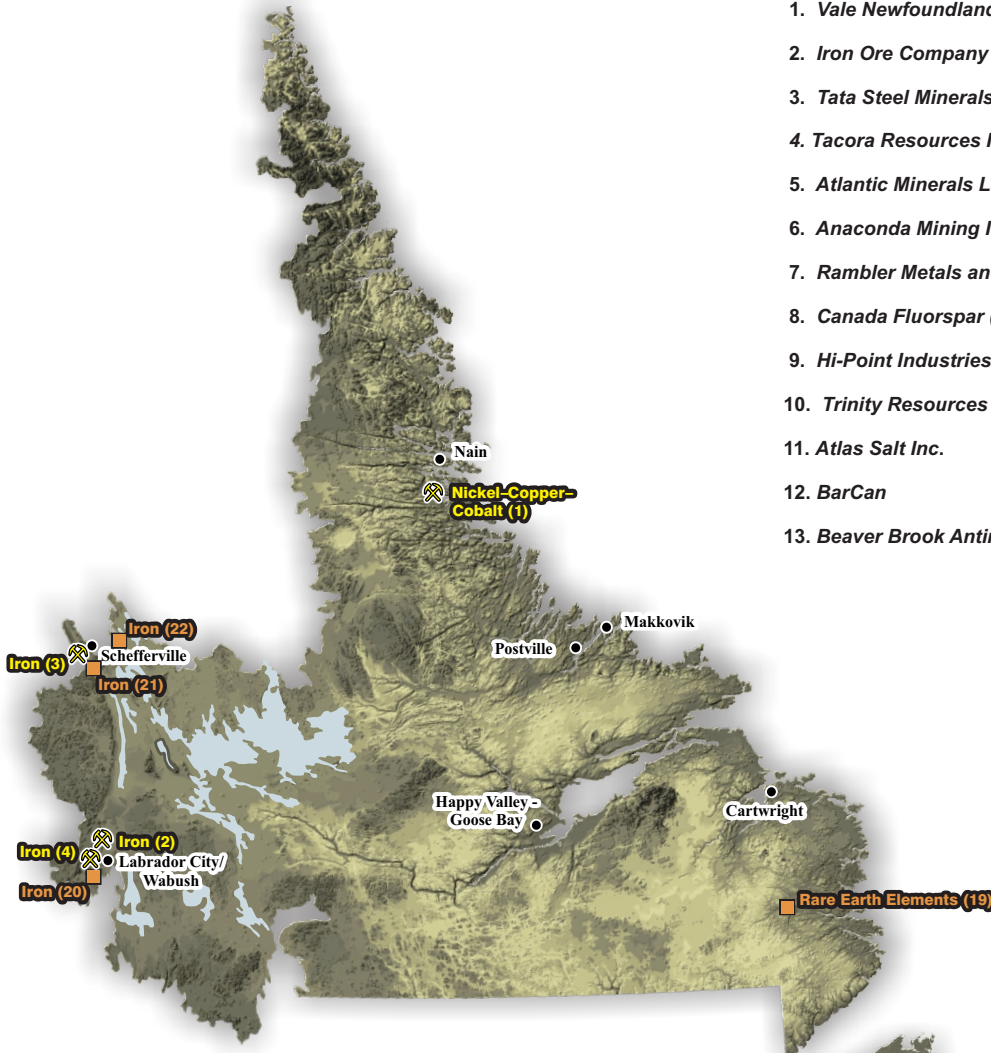 1. Vale Newfoundland
2. Iron Ore Company
3. Tata Steel Minerals
4. Tacora Resources
5. Atlantic Minerals
6. Anaconda Mining
7. Rambler Metals
8. Canada Fluorspar
9. Hi-Point Industries
10. Trinity Resources
11. Atlas Salt Inc.
12. BarCan
13. Beaver Brook
Nain
Nickel–Copper–
Cobalt (1)
Makkovik
Postville
Iron (22)
Schefferville
Iron (3)
Iron (21)
Happy Valley -
Goose Bay
Cartwright
Iron (2)
Iron (4)
Labrador City/
Wabush
Iron (20)
Rare Earth Elements (19)